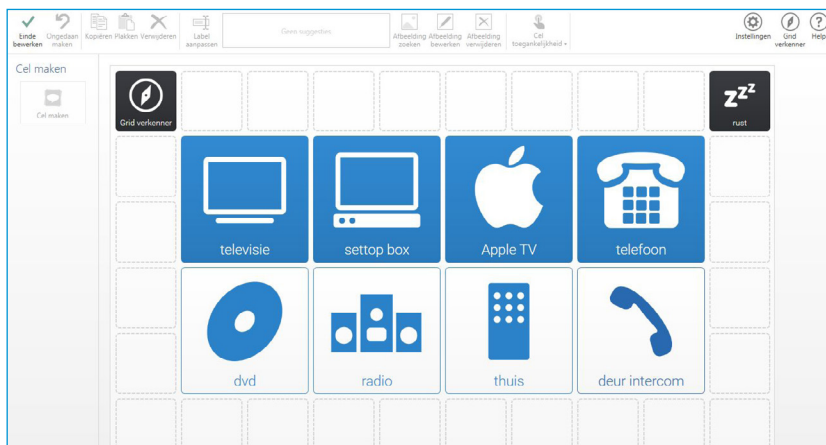 Einde bewerken
Ongedaan maken
Kopiëren Plakken Verwijderen
Label aanpassen
Geen suggesties
Afbeelding zoeken
Afbeelding bewerken
Afbeelding verwijderen
Cel toegankelijkheid
Instellingen
Grid verkenner
Help
Cel maken
Cel maken
Grid verkenner
zzz
rust
televisie
settop box
Apple TV
telefoon
dvd
radio
thuis
deur intercom